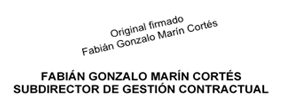 Original firmado
Fabián Gonzalo Marín Cortés
FABIÁN GONZALO MARÍN CORTÉS
SUBDIRECTOR DE GESTIÓN CONTRACTUAL